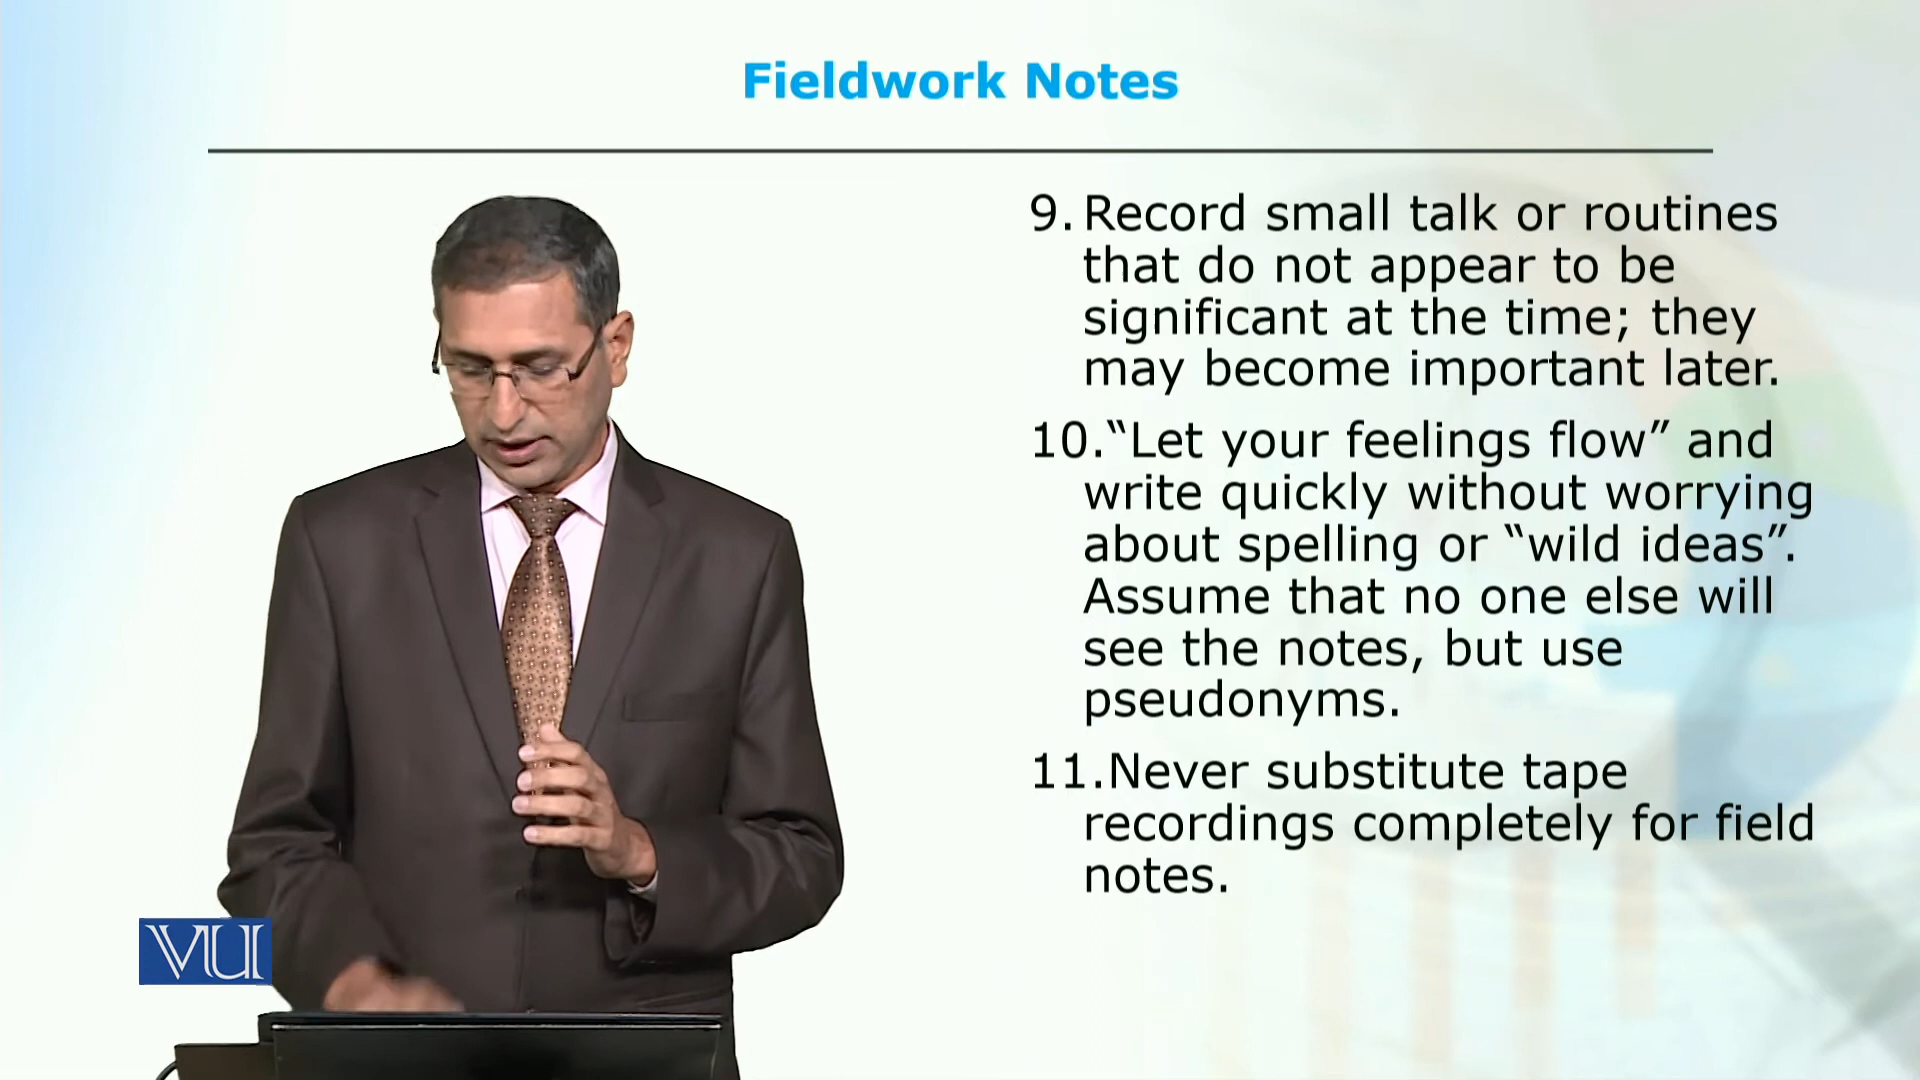 Fieldwork Notes
9. Record small talk or routines
that do not appear to be
significant at the time; they
may become important later.
10.“Let your feelings flow” and
write quickly without worrying
about spelling or “wild ideas”.
Assume that no one else will
see the notes, but use
pseudonyms.
11.Never substitute tape
recordings completely for field
notes.
VU